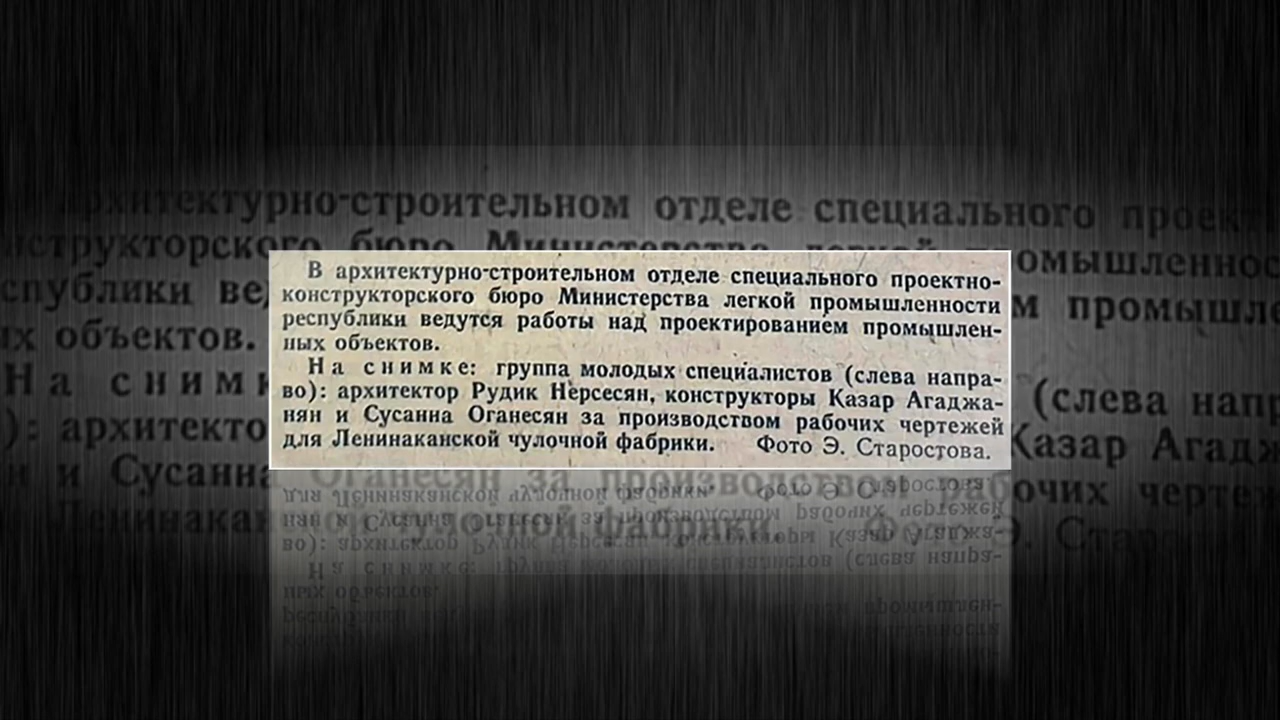 В архитектурно-строительном отделе специального проектно-
конструкторского бюро Министерства легкой промышленности
республики ведутся работы над проектированием промышлен-
ных объектов.
На снимке: группа молодых специалистов (слева напра-
во): архитектор Рудик Нерсесян, конструкторы Казар Агаджа-
нян и Сусанна Оганесян за производством рабочих чертежей
для Ленинаканской чулочной фабрики. Фото Э. Старостова.